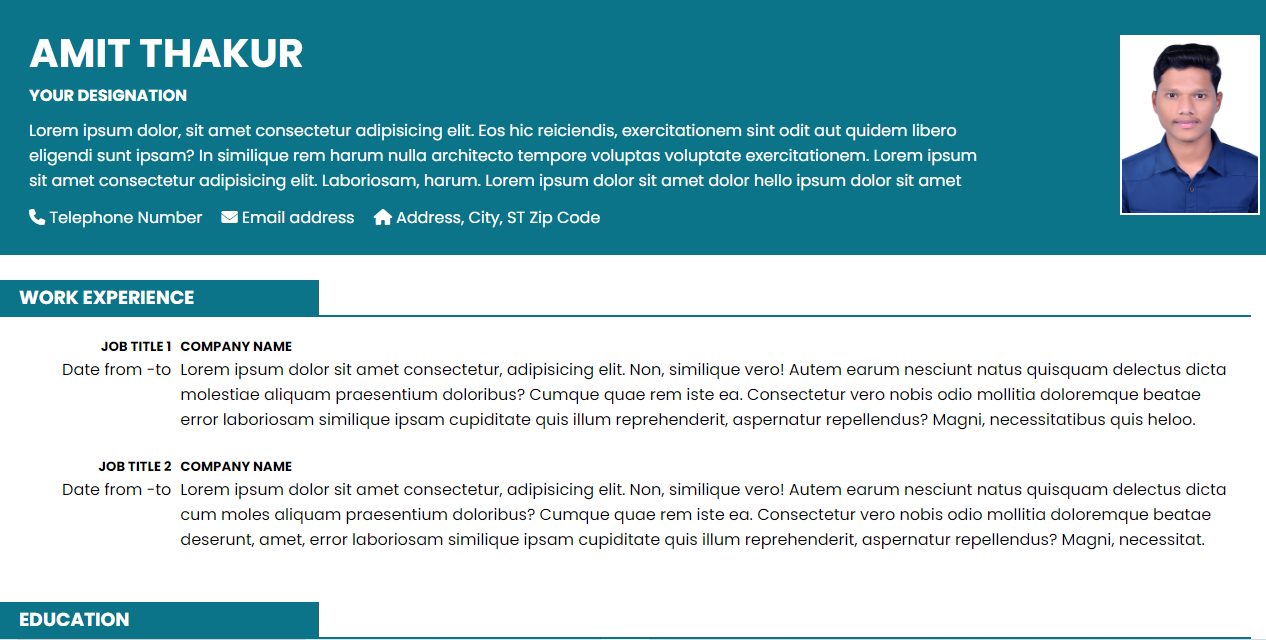 AMIT THAKUR
YOUR DESIGNATION
Lorem ipsum dolor, sit amet consectetur adipisicing elit. Eos hic reiciendis, exercitationem sint odit aut quidem libero
eligendi sunt ipsam? In similique rem harum nulla architecto tempore voluptas voluptate exercitationem. Lorem ipsum
sit amet consectetur adipisicing elit. Laboriosam, harum. Lorem ipsum dolor sit amet dolor hello ipsum dolor sit amet
Telephone Number Email address Address, City, ST Zip Code
WORK EXPERIENCE
JOB TITLE 1 COMPANY NAME
Date from -to Lorem ipsum dolor sit amet consectetur, adipisicing elit. Non, similique vero! Autem earum nesciunt natus quisquam delectus dicta
molestiae aliquam praesentium doloribus? Cumque quae rem iste ea. Consectetur vero nobis odio mollitia doloremque beatae
error laboriosam similique ipsam cupiditate quis illum reprehenderit, aspernatur repellendus? Magni, necessitatibus quis heloo.
JOB TITLE 2 COMPANY NAME
Date from -to Lorem ipsum dolor sit amet consectetur, adipisicing elit. Non, similique vero! Autem earum nesciunt natus quisquam delectus dicta
cum moles aliquam praesentium doloribus? Cumque quae rem iste ea. Consectetur vero nobis odio mollitia doloremque beatae
deserunt, amet, error laboriosam similique ipsam cupiditate quis illum reprehenderit, aspernatur repellendus? Magni, necessitat.
EDUCATION